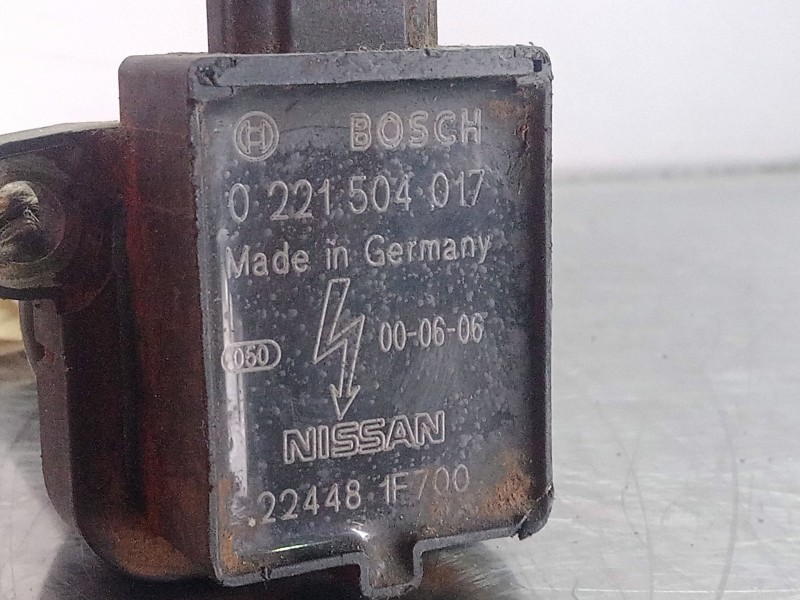 BOSCH
0 221 504 017
Made in Germany
050
00-06-06
NISSAN
22448 1F700